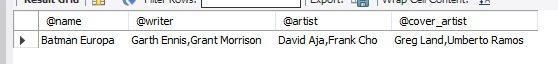 Result Grid Filter Rows: Export: Wrap Cell Content:
@name @writer @artist @cover_artist
Batman Europa Garth Ennis,Grant Morrison David Aja,Frank Cho Greg Land,Umberto Ramos